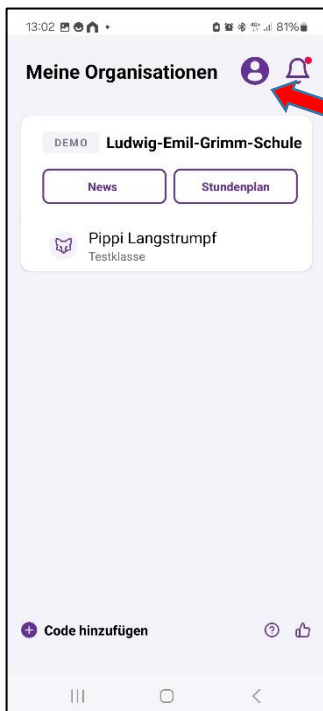 13:02 81%
Meine Organisationen
DEMO Ludwig-Emil-Grimm-Schule
News Stundenplan
Pippi Langstrumpf
Testklasse
Code hinzufügen